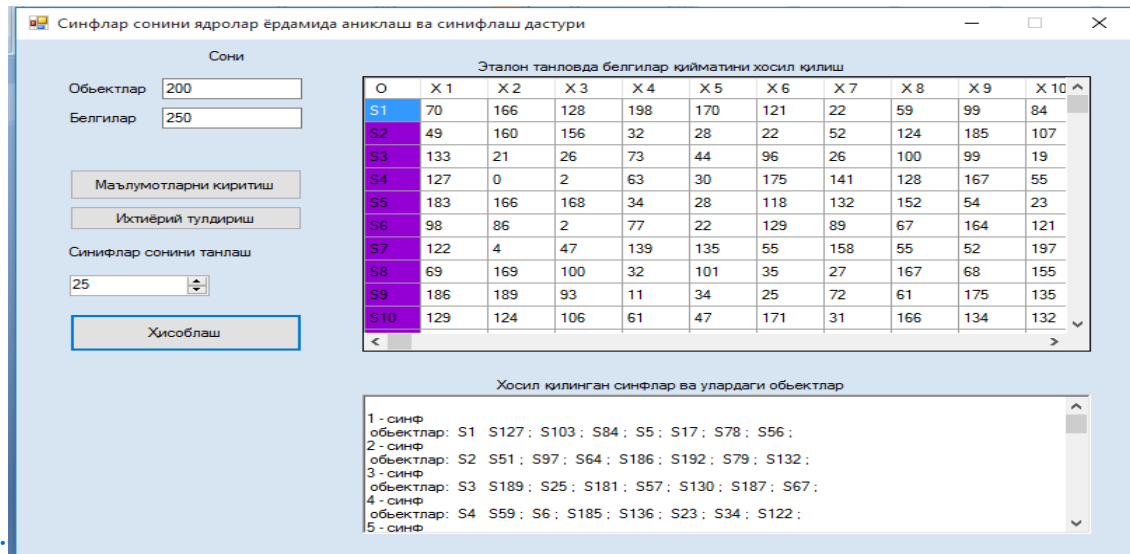 Синфлар сонини ядролар ёрдамида аниклаш ва синифлаш дастури
Сони
Обьектлар 200
Белгилар 250
Маълумотларни киритиш
Ихтиёрий тулдириш
Синифлар сонини танлаш
25
Ҳисоблаш
Эталон танловда белгилар қийматини хосил қилиш
О X 1 X 2 X 3 X 4 X 5 X 6 X 7 X 8 X 9 X 10
S1 70 166 128 198 170 121 22 59 99 84
S2 49 160 156 32 28 22 52 124 185 107
S3 133 21 26 73 44 96 26 100 99 19
S4 127 0 2 63 30 175 141 128 167 55
S5 183 166 168 34 28 118 132 152 54 23
S6 98 86 2 77 22 129 89 67 164 121
S7 122 4 47 139 135 55 158 55 52 197
S8 69 169 100 32 101 35 27 167 68 155
S9 186 189 93 11 34 25 72 61 175 135
S10 129 124 106 61 47 171 31 166 134 132
Хосил қилинган синфлар ва улардаги обьектлар
1 - синф
обьектлар: S1 S127 ; S103 ; S84 ; S5 ; S17 ; S78 ; S56 ;
2 - синф
обьектлар: S2 S51 ; S97 ; S64 ; S186 ; S192 ; S79 ; S132 ;
3 - синф
обьектлар: S3 S189 ; S25 ; S181 ; S57 ; S130 ; S187 ; S67 ;
4 - синф
обьектлар: S4 S59 ; S6 ; S185 ; S136 ; S23 ; S34 ; S122 ;
5 - синф